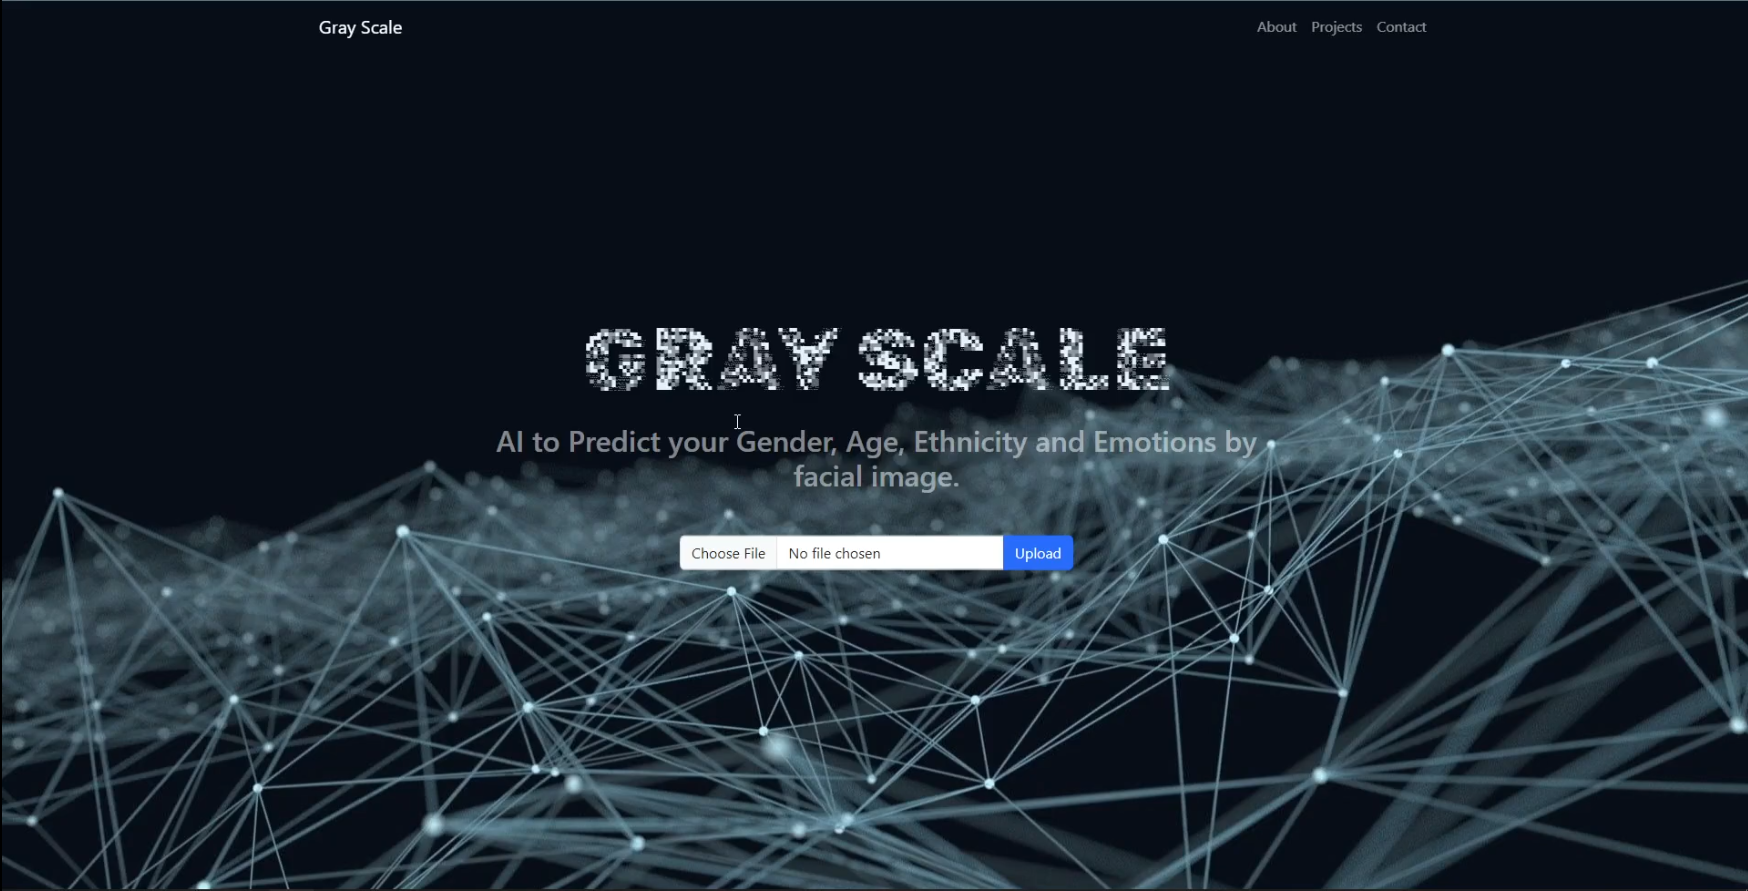 Gray Scale
About Projects Contact
GRAY SCALE
AI to Predict your Gender, Age, Ethnicity and Emotions by
facial image.
Choose File No file chosen Upload